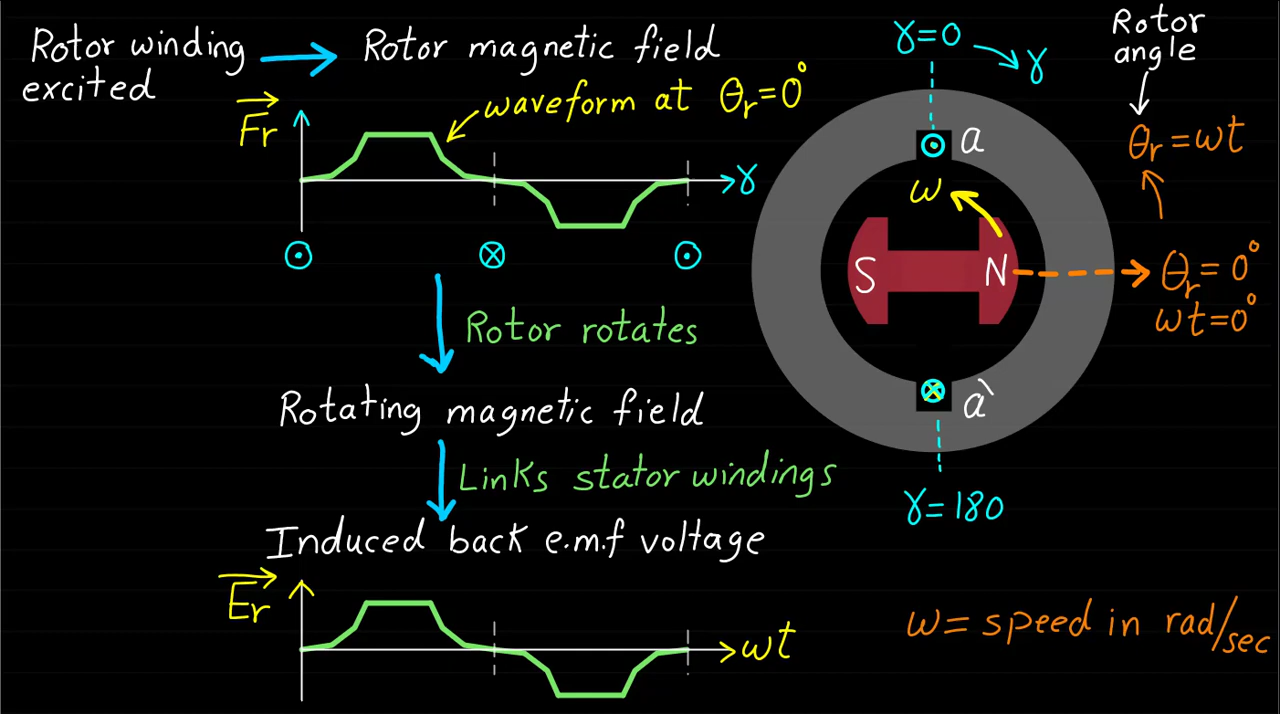 Rotor winding
excited
Rotor magnetic field
Fr
waveform at θr=0°
γ
Rotor rotates
Rotating magnetic field
Links stator windings
Induced back e.m.f voltage
Er
ωt
γ=0
γ
a
ω
S
N
a`
γ=180
Rotor
angle
θr=ωt
θr=0°
ωt=0°
ω= speed in rad/sec